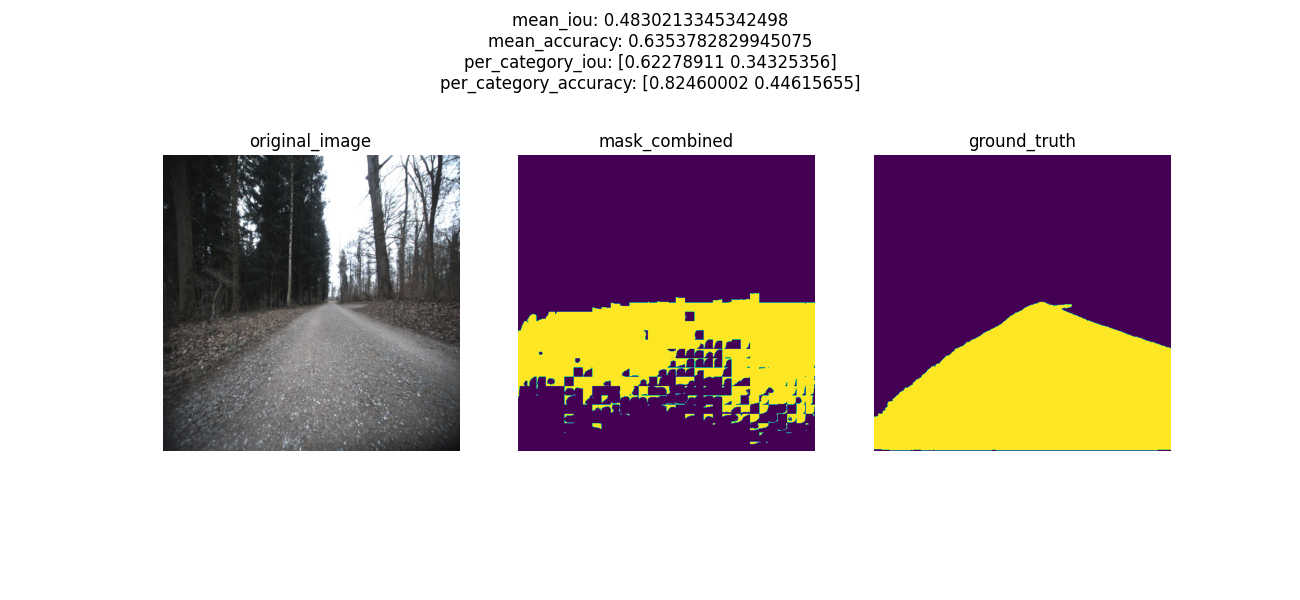 mean_iou: 0.4830213345342498
mean_accuracy: 0.6353782829945075
per_category_iou: [0.62278911 0.34325356]
per_category_accuracy: [0.82460002 0.44615655]
original_image
mask_combined
ground_truth